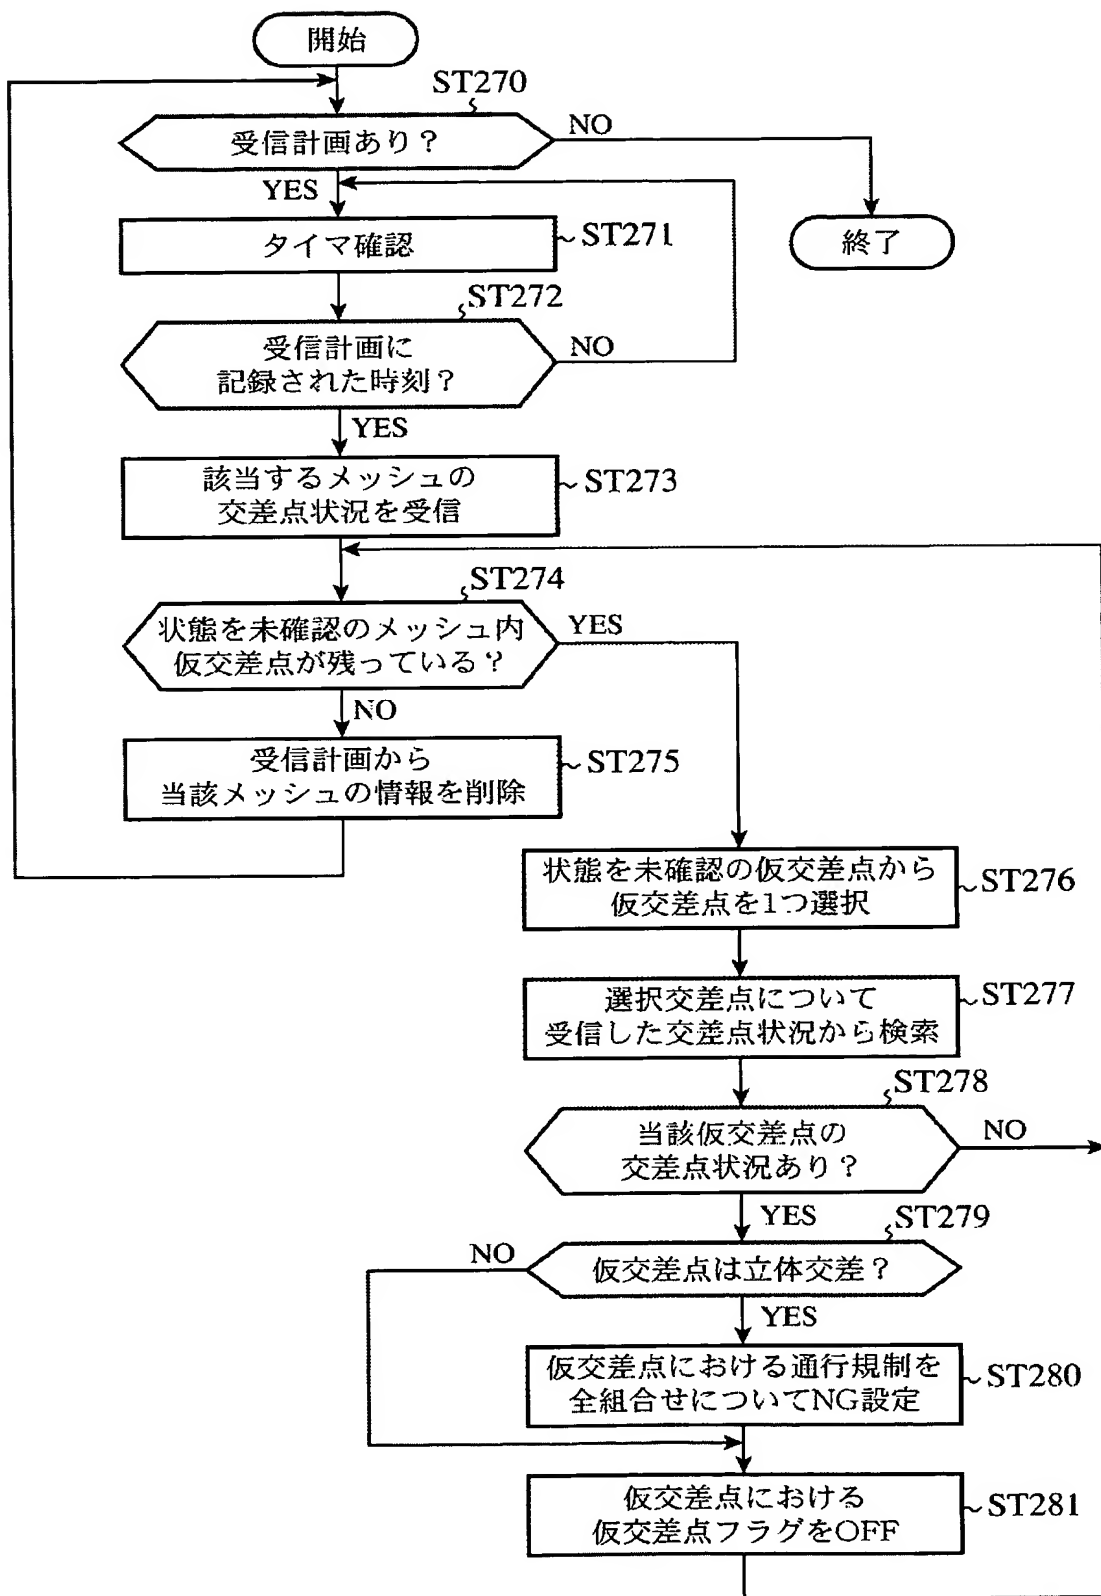 開始
ST270
受信計画あり?
NO
YES
終了
タイマ確認
ST271
ST272
受信計画に
記録された時刻?
NO
YES
該当するメッシュの
交差点状況を受信
ST273
ST274
状態を未確認のメッシュ内
仮交差点が残っている?
YES
NO
受信計画から
当該メッシュの情報を削除
ST275
状態を未確認の仮交差点から
仮交差点を1つ選択
ST276
選択交差点について
受信した交差点状況から検索
ST277
ST278
当該仮交差点の
交差点状況あり?
NO
YES
ST279
NO
仮交差点は立体交差?
YES
仮交差点における通行規制を
全組合せについてNG設定
ST280
仮交差点における
仮交差点フラグをOFF
ST281